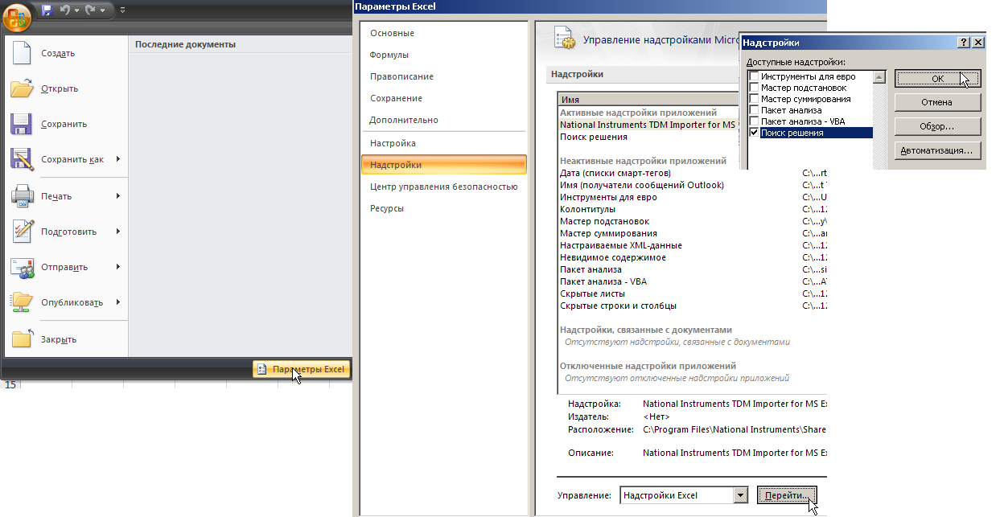 Последние документы
Создать
Открыть
Сохранить
Сохранить как
Печать
Подготовить
Отправить
Опубликовать
Закрыть
Параметры Excel
15
Параметры Excel
Основные
Формулы
Правописание
Сохранение
Дополнительно
Настройка
Надстройки
Центр управления безопасностью
Ресурсы
Управление надстройками Micro
Надстройки
Имя
Активные надстройки приложений
National Instruments TDM Importer for MS
Поиск решения
Неактивные надстройки приложений
Дата (списки смарт-тегов) C:\...rt
Имя (получатели сообщений Outlook) C:\...t
Инструменты для евро C:\...U
Колонтитулы C:\...12
Мастер подстановок C:\...y\
Мастер суммирования C:\...ar
Настраиваемые XML-данные C:\...12
Невидимое содержимое C:\...12
Пакет анализа C:\...si
Пакет анализа - VBA C:\...A
Скрытые листы C:\...12
Скрытые строки и столбцы C:\...12
Надстройки, связанные с документами
Отсутствуют надстройки, связанные с документами
Отключенные надстройки приложений
Отсутствуют отключенные надстройки приложений
Надстройка: National Instruments TDM Importer for MS Ex
Издатель: <Нет>
Расположение: C:\Program Files\National Instruments\Share
Описание: National Instruments TDM Importer for MS Ex
Управление: Надстройки Excel Перейти...
Надстройки
Доступные надстройки:
Инструменты для евро
Мастер подстановок
Мастер суммирования
Пакет анализа
Пакет анализа - VBA
Поиск решения
ОК
Отмена
Обзор...
Автоматизация...